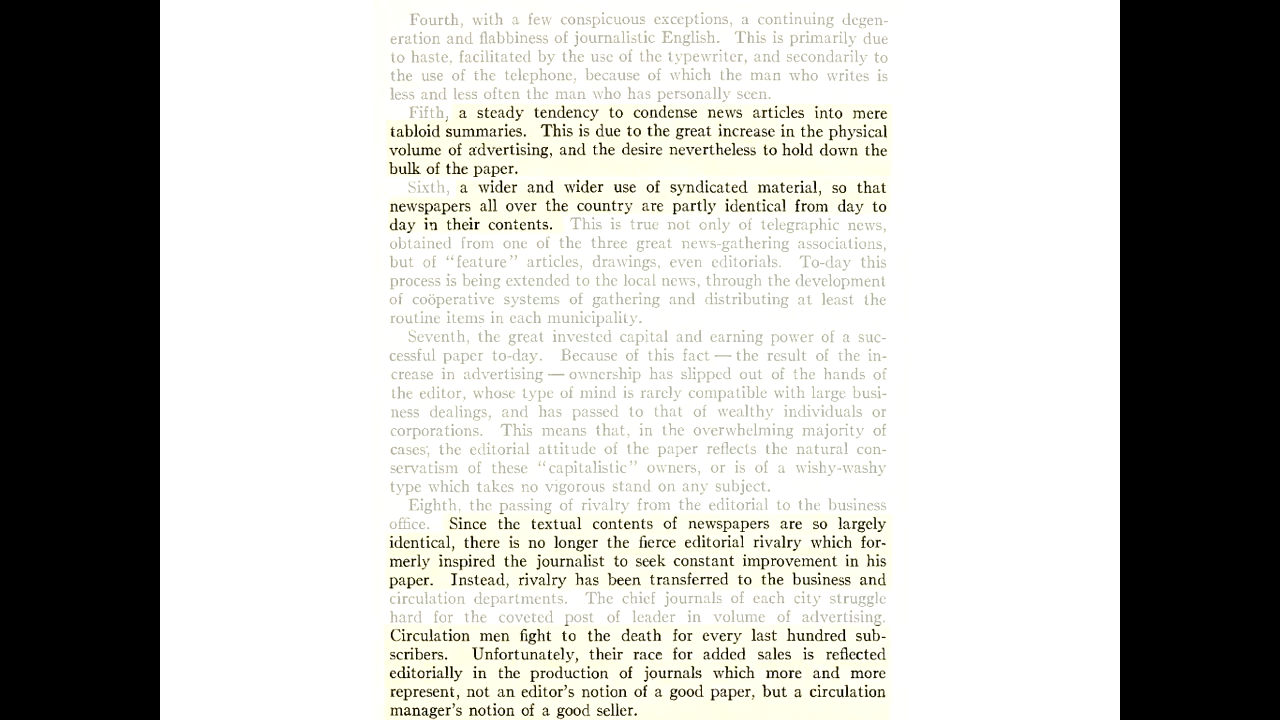 Fourth, with a few conspicuous exceptions, a continuing degen-
eration and flabbiness of journalistic English. This is primarily due
to haste, facilitated by the use of the typewriter, and secondarily to
the use of the telephone, because of which the man who writes is
less and less often the man who has personally seen.
Fifth, a steady tendency to condense news articles into mere
tabloid summaries. This is due to the great increase in the physical
volume of advertising, and the desire nevertheless to hold down the
bulk of the paper.
Sixth, a wider and wider use of syndicated material, so that
newspapers all over the country are partly identical from day to
day in their contents. This is true not only of telegraphic news,
obtained from one of the three great news-gathering associations,
but of “feature” articles, drawings, even editorials. To-day this
process is being extended to the local news, through the development
of coöperative systems of gathering and distributing at least the
routine items in each municipality.
Seventh, the great invested capital and earning power of a suc-
cessful paper to-day. Because of this fact — the result of the in-
crease in advertising — ownership has slipped out of the hands of
the editor, whose type of mind is rarely compatible with large busi-
ness dealings, and has passed to that of wealthy individuals or
corporations. This means that, in the overwhelming majority of
cases, the editorial attitude of the paper reflects the natural con-
servatism of these “capitalistic” owners, or is of a wishy-washy
type which takes no vigorous stand on any subject.
Eighth, the passing of rivalry from the editorial to the business
office. Since the textual contents of newspapers are so largely
identical, there is no longer the fierce editorial rivalry which for-
merly inspired the journalist to seek constant improvement in his
paper. Instead, rivalry has been transferred to the business and
circulation departments. The chief journals of each city struggle
hard for the coveted post of leader in volume of advertising.
Circulation men fight to the death for every last hundred sub-
scribers. Unfortunately, their race for added sales is reflected
editorially in the production of journals which more and more
represent, not an editor’s notion of a good paper, but a circulation
manager’s notion of a good seller.